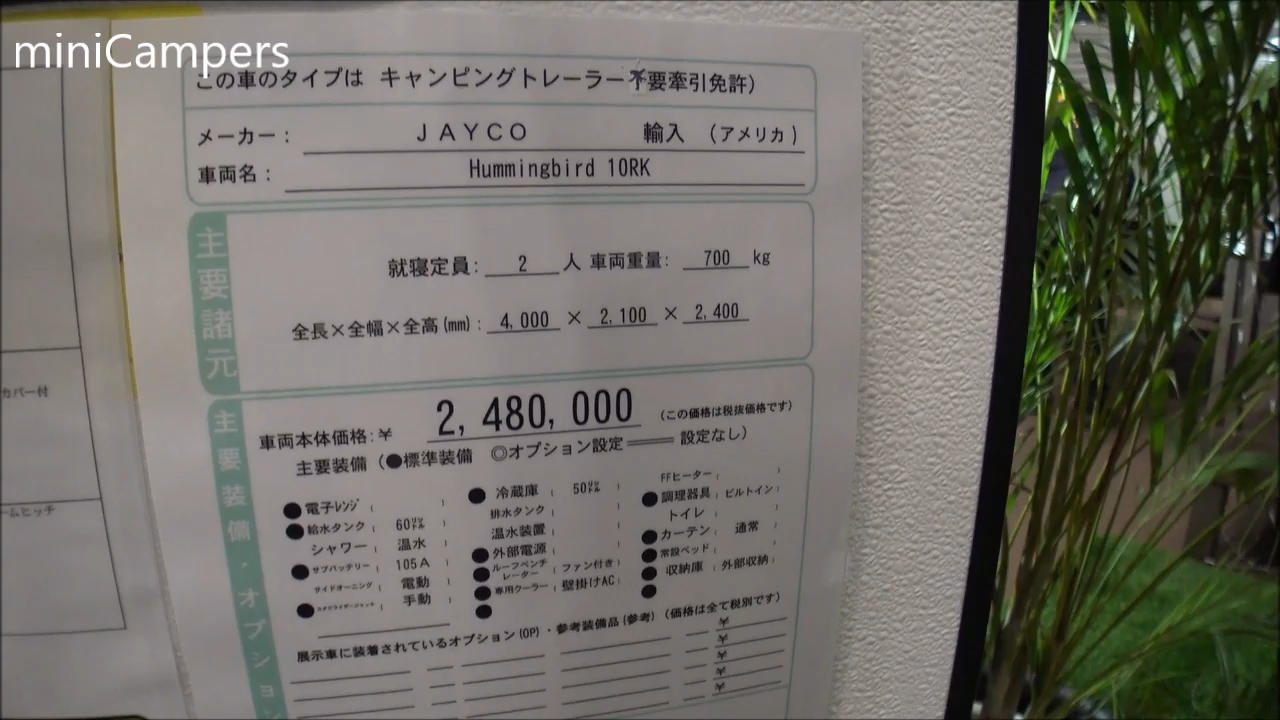 miniCampers
この車のタイプは キャンピングトレーラー 要牽引免許)
メーカー: JAYCO 輸入 (アメリカ)
車両名: Hummingbird 10RK
主要諸元
就寝定員: 2 人 車両重量: 700 kg
全長×全幅×全高(mm): 4,000 × 2,100 × 2,400
主要装備・オプション
車両本体価格:¥ 2,480,000 (この価格は税抜価格です)
主要装備 (●標準装備 ◎オプション設定 設定なし)
●電子レンジ ( )
●給水タンク ( 60リットル )
シャワー ( 温水 )
●サブバッテリー ( 105A )
サイドオーニング 電動 )
● 手動 )
●冷蔵庫 ( 50リットル )
排水タンク ( )
温水装置 ( )
●外部電源 ( )
●ルーフベンチレーター ( ファン付き )
●専用クーラー ( 壁掛けAC )
●
FFヒーター ( )
●調理器具 ( ビルトイン )
トイレ ( )
●カーテン ( 通常 )
●常設ベッド ( )
●収納庫 ( 外部収納 )
●
展示車に装着されているオプション(OP)・参考装備品(参考) (価格は全て税別です)
¥
¥
¥
¥
¥
カバー付
ームヒッチ